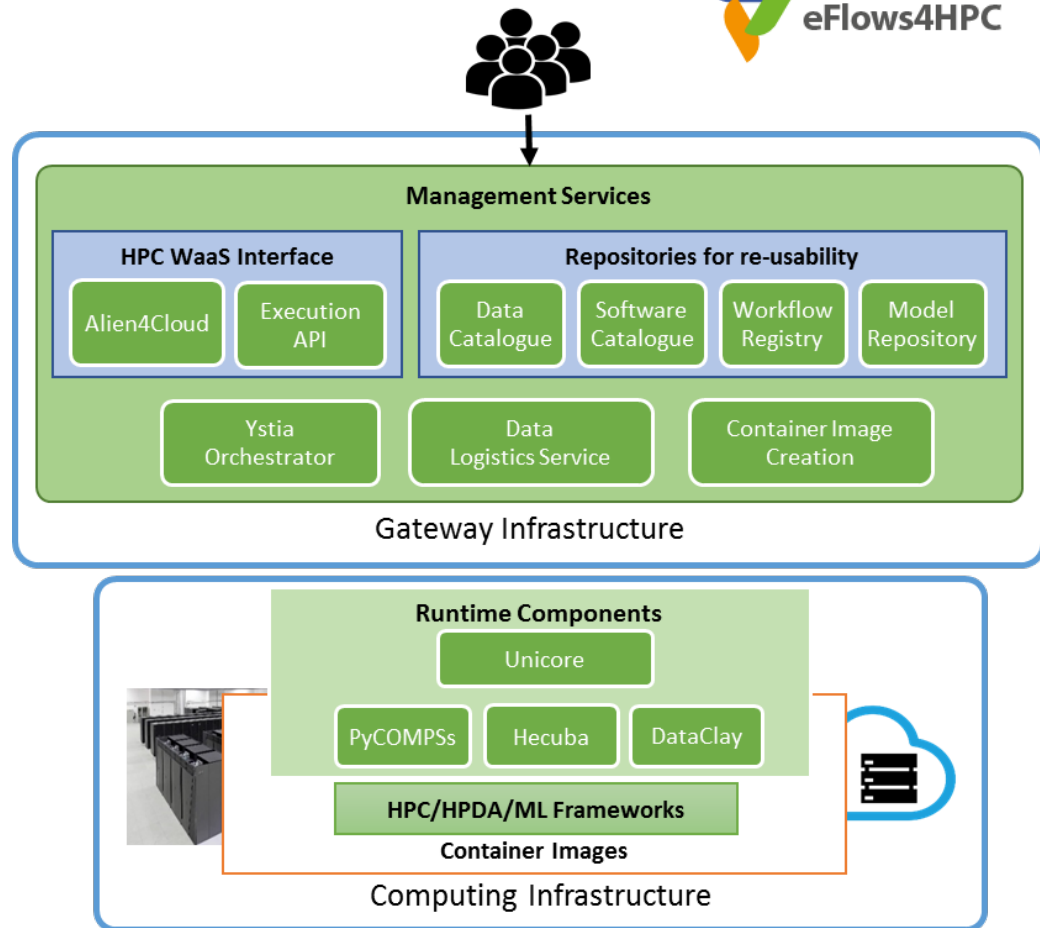 eFlows4HPC
Management Services
HPC WaaS Interface
Alien4Cloud
Execution
API
Repositories for re-usability
Data
Catalogue
Software
Catalogue
Workflow
Registry
Model
Repository
Ystia
Orchestrator
Data
Logistics Service
Container Image
Creation
Gateway Infrastructure
Runtime Components
Unicore
PyCOMPSs
Hecuba
DataClay
HPC/HPDA/ML Frameworks
Container Images
Computing Infrastructure